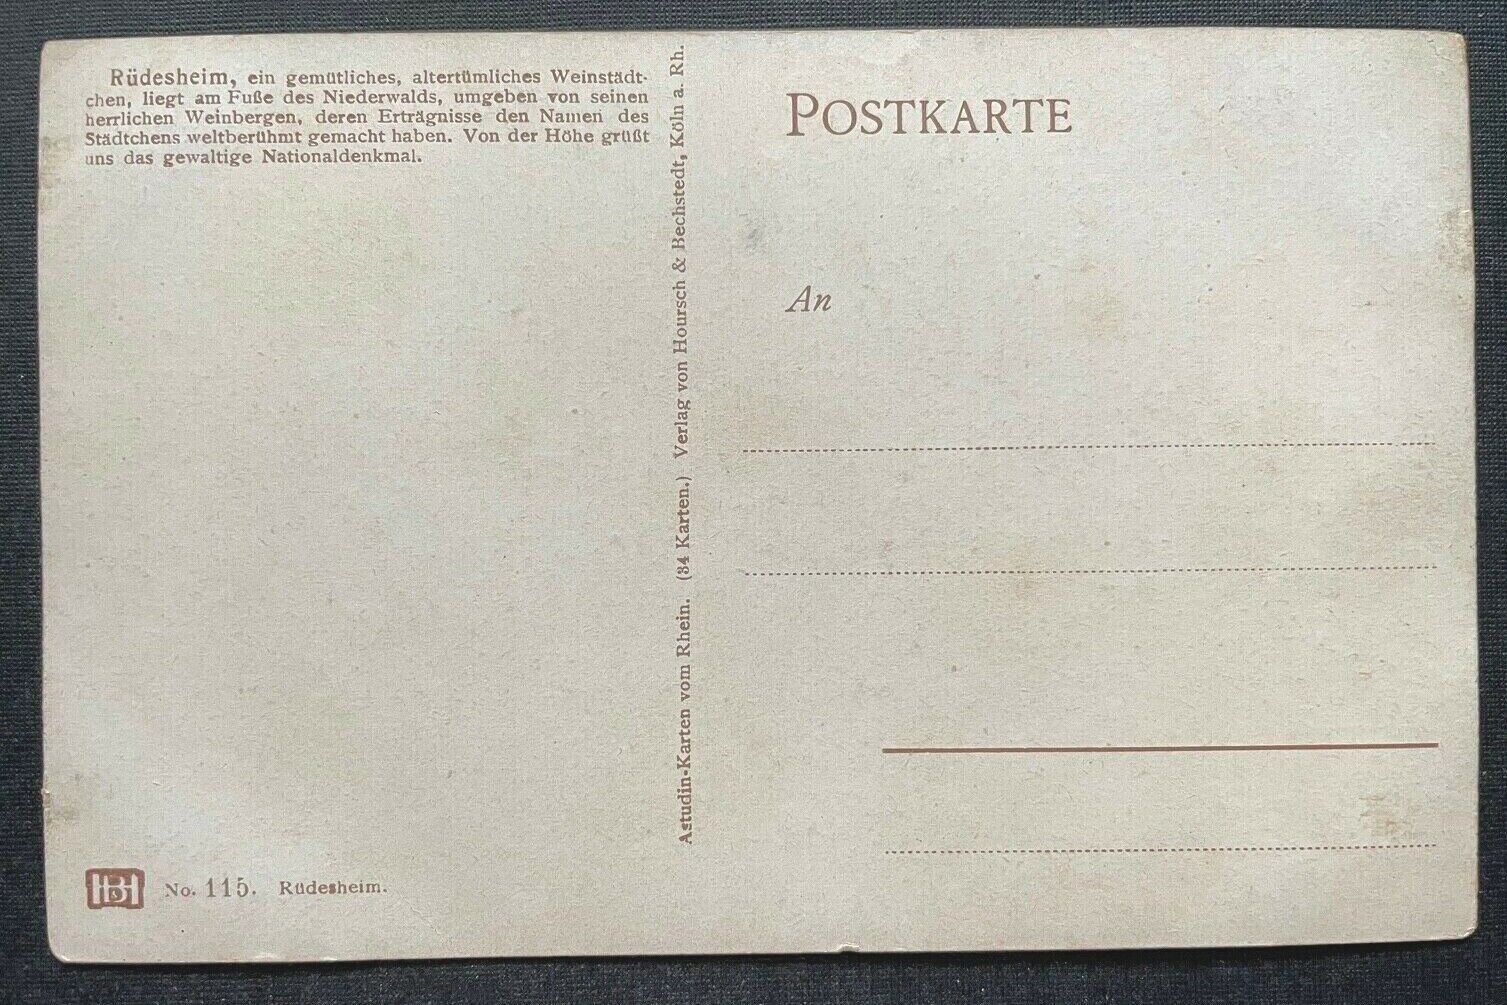 Rüdesheim, ein gemütliches, altertümliches Weinstädt-
chen, liegt am Fuße des Niederwalds, umgeben von seinen
herrlichen Weinbergen, deren Erträgnisse den Namen des
Städtchens weltberühmt gemacht haben. Von der Höhe grüßt
uns das gewaltige Nationaldenkmal.
Astudin-Karten vom Rhein. (34 Karten.) Verlag von Hoursch & Bechstedt, Köln a. Rh.
POSTKARTE
An
HB No. 115. Rüdesheim.